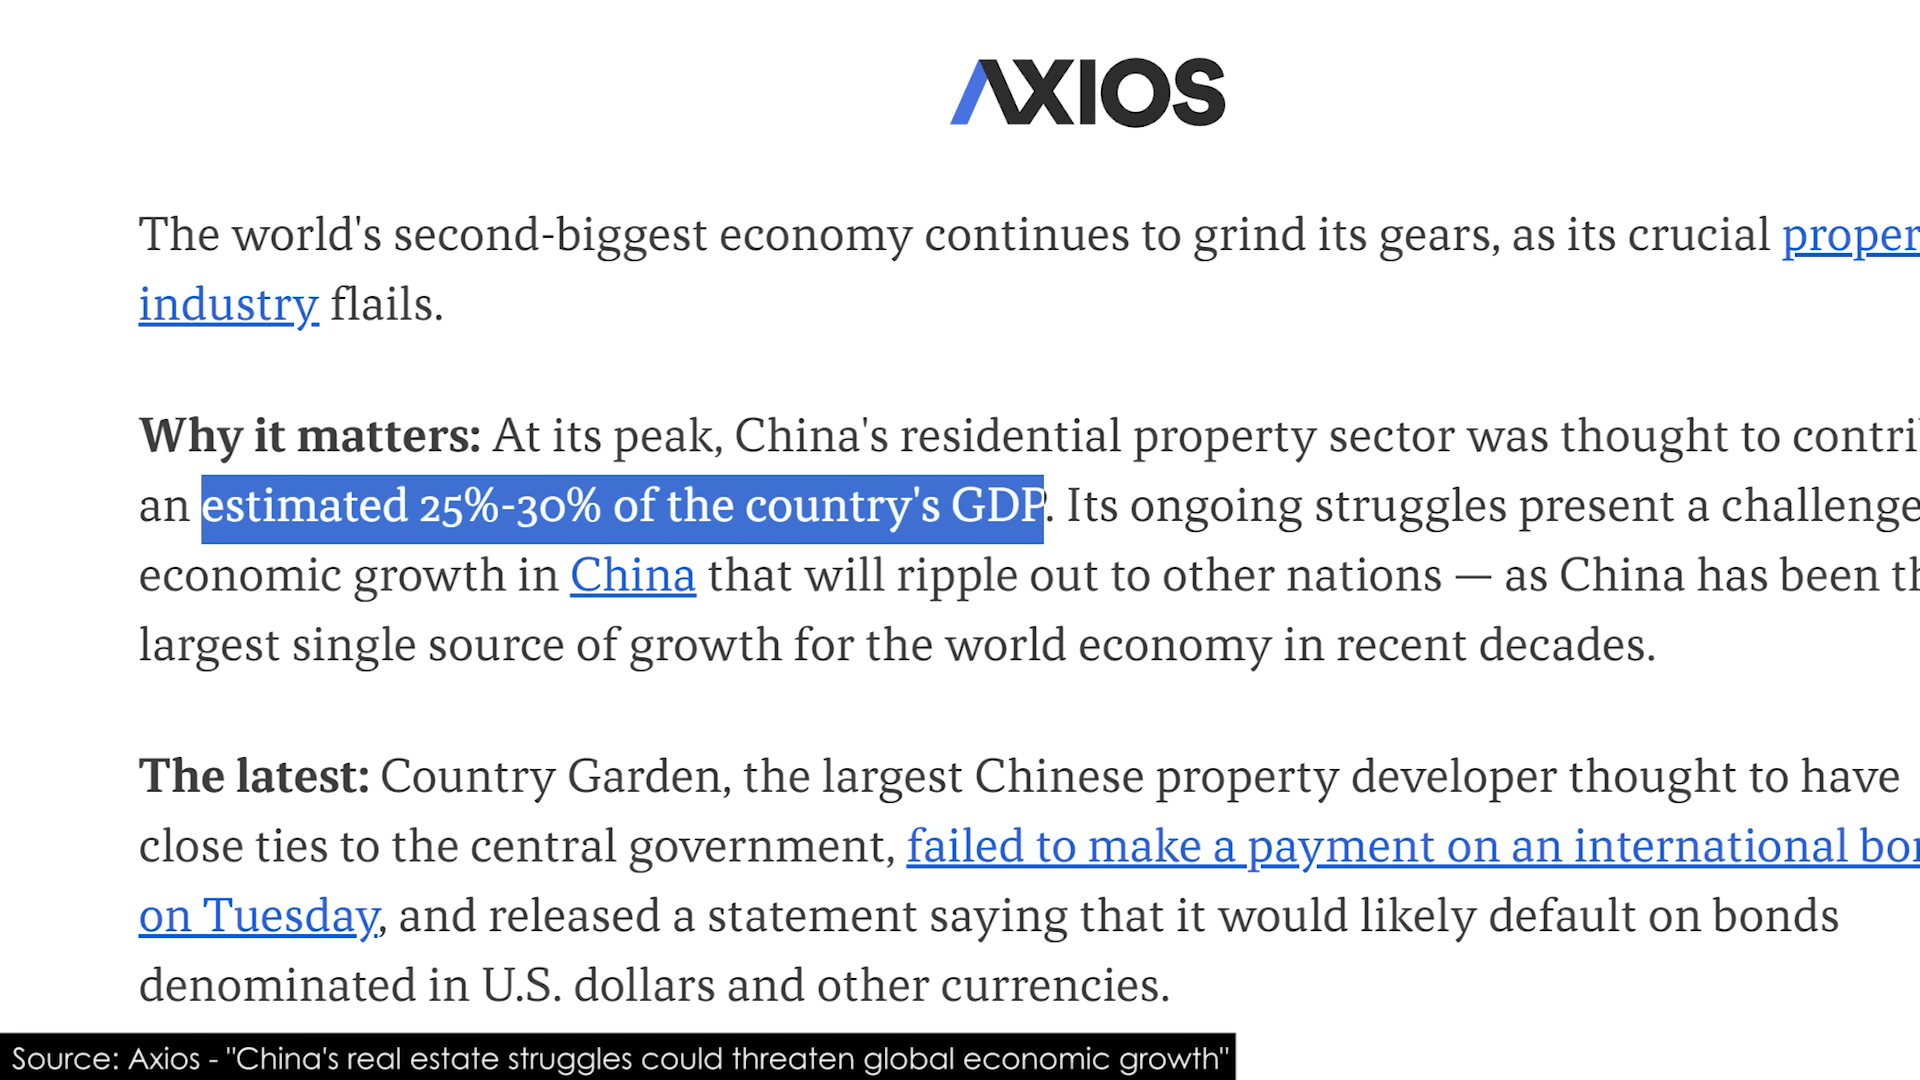 AXIOS
The world's second-biggest economy continues to grind its gears, as its crucial proper
industry flails.
Why it matters: At its peak, China's residential property sector was thought to contri
an estimated 25%-30% of the country's GDP. Its ongoing struggles present a challenge
economic growth in China that will ripple out to other nations — as China has been th
largest single source of growth for the world economy in recent decades.
The latest: Country Garden, the largest Chinese property developer thought to have
close ties to the central government, failed to make a payment on an international bon
on Tuesday, and released a statement saying that it would likely default on bonds
denominated in U.S. dollars and other currencies.
Source: Axios - "China's real estate struggles could threaten global economic growth"